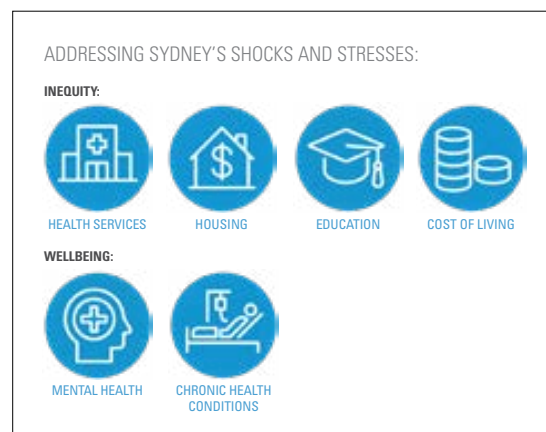 ADDRESSING SYDNEY'S SHOCKS AND STRESSES:
INEQUITY:
$
HEALTH SERVICES
HOUSING
EDUCATION
COST OF LIVING
WELLBEING:
MENTAL HEALTH
CHRONIC HEALTH
CONDITIONS